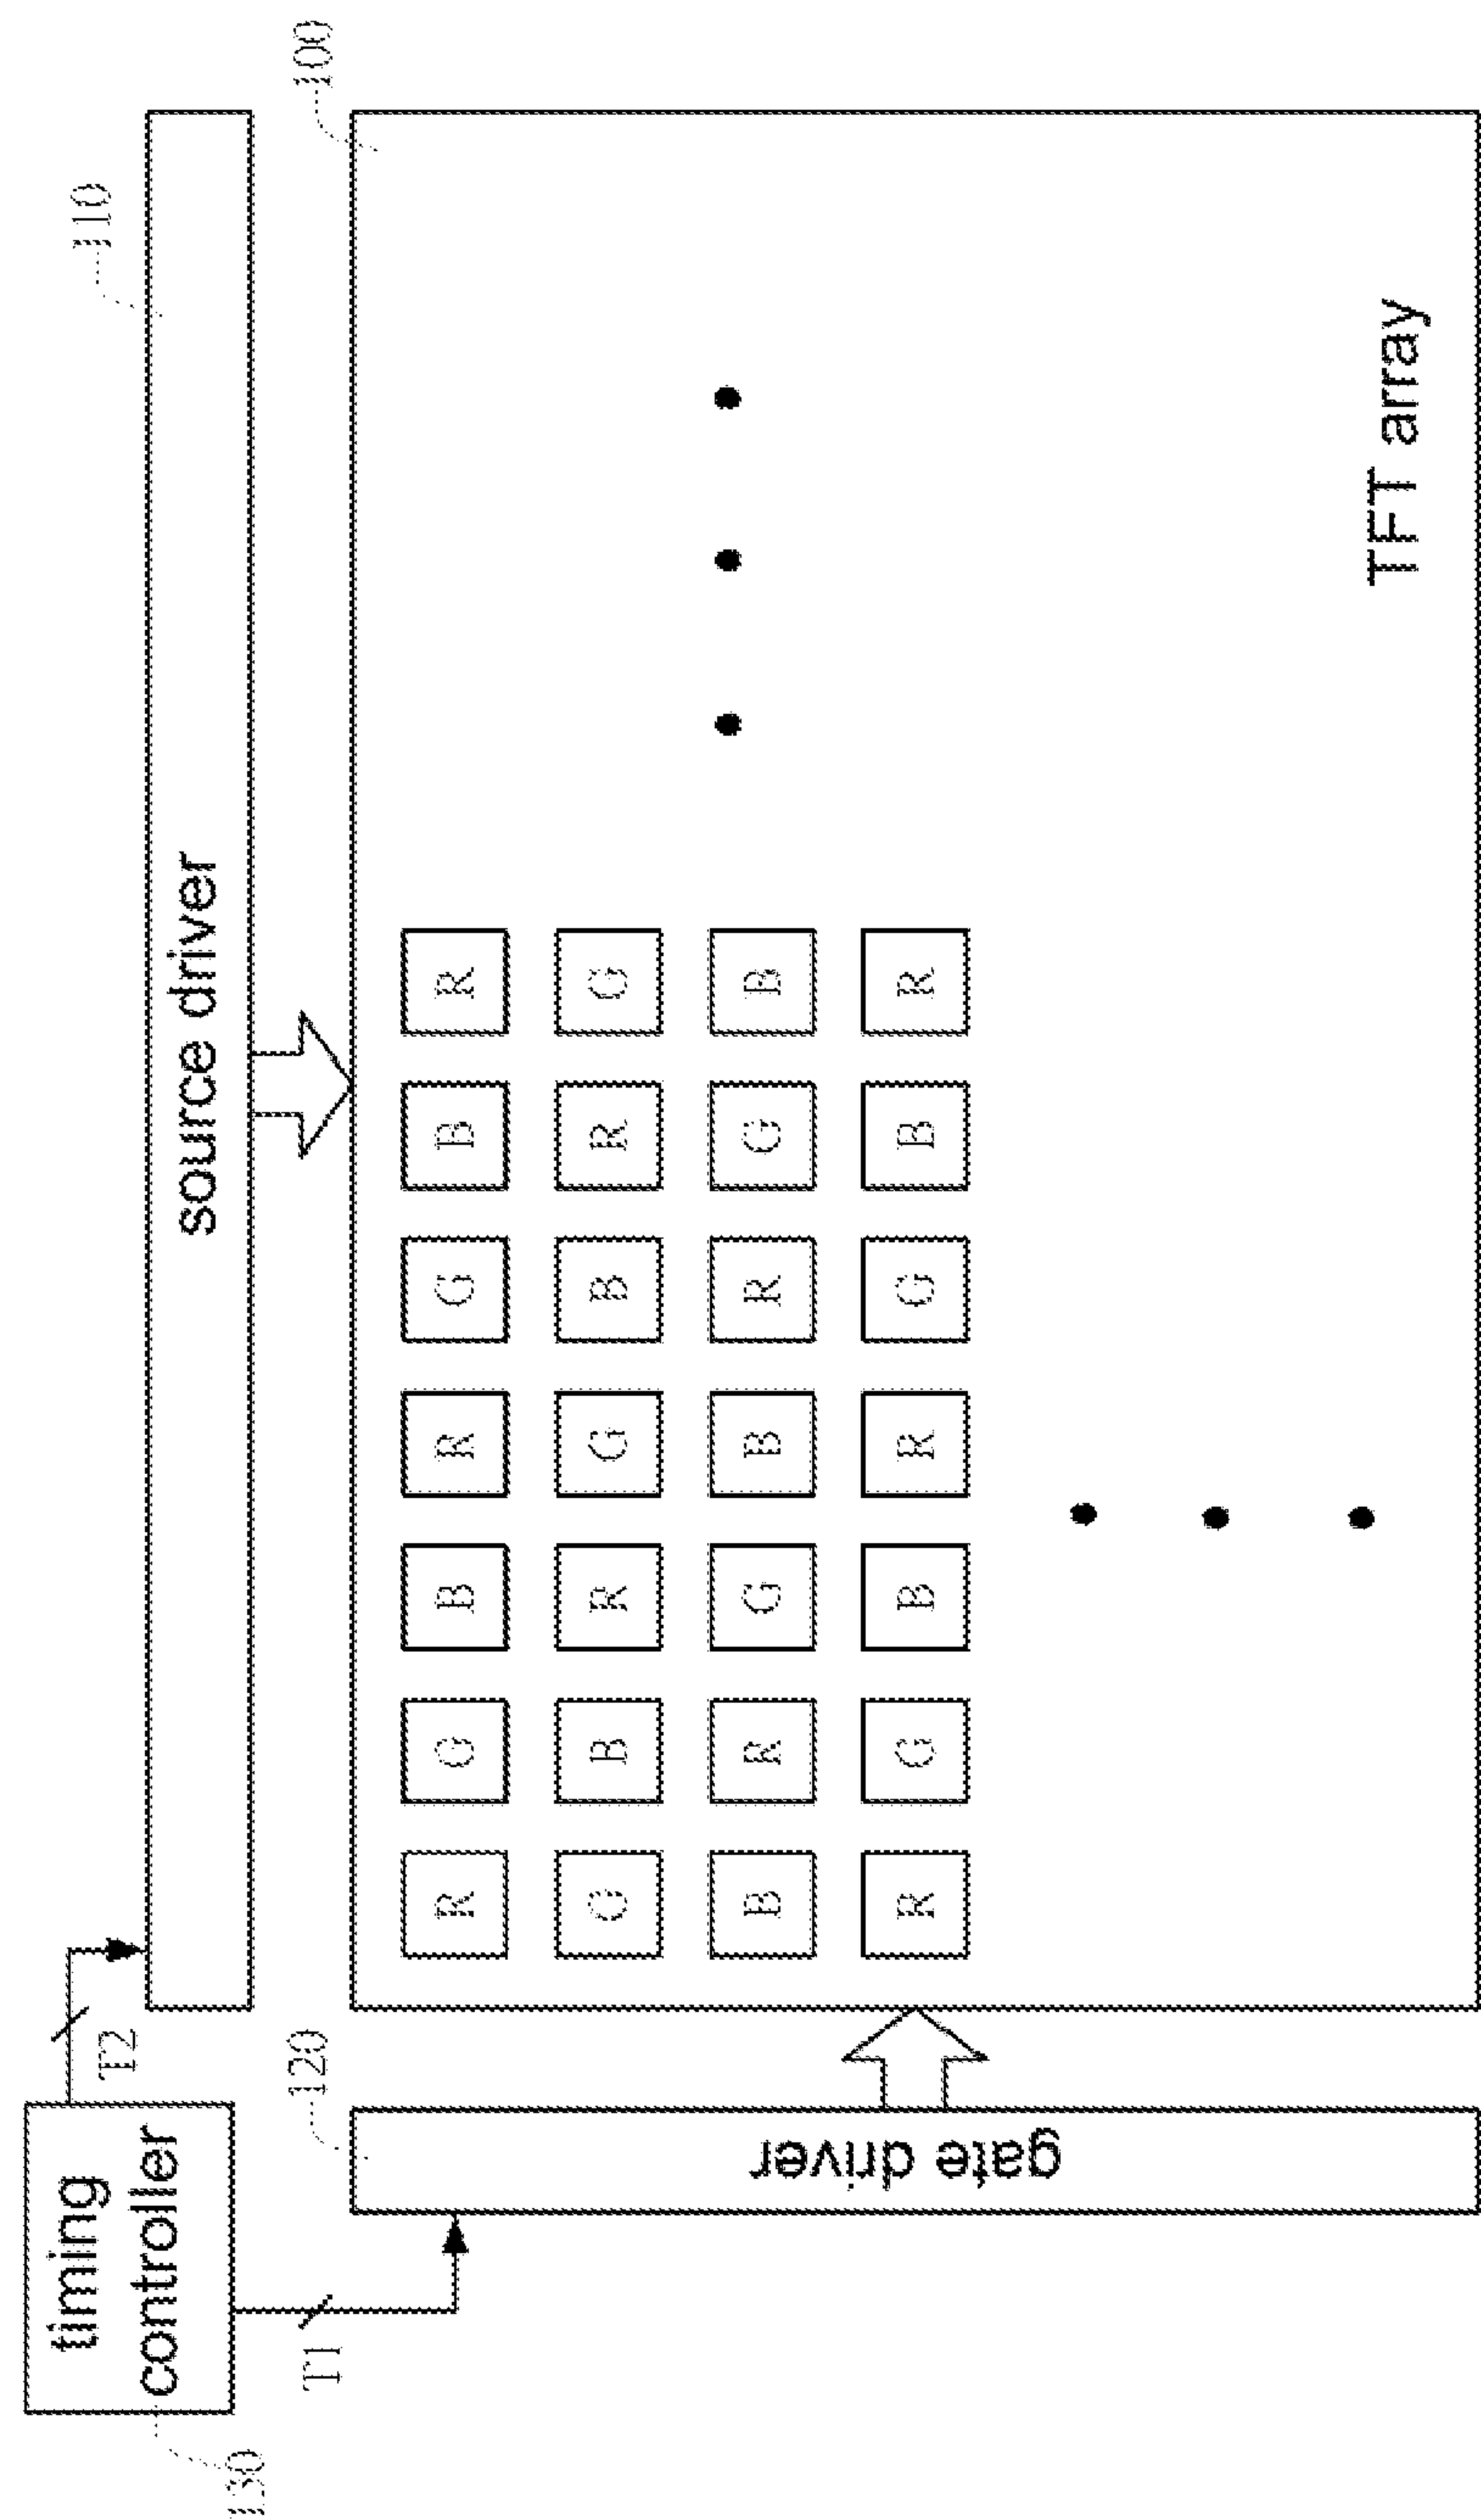 130
timing
controller
T2
110
source driver
T1
120
100
gate driver
R G B R G B R
G B R G B R G
B R G B R G B
R G B R G B R
TFT array